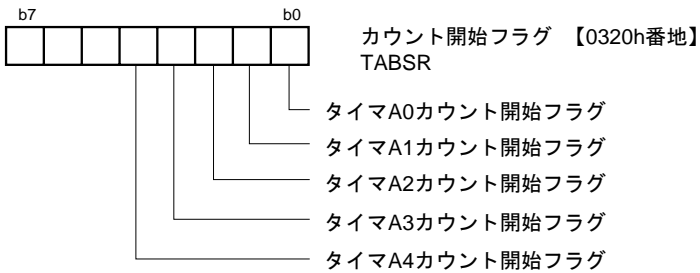 b7 b0
カウント開始フラグ 【0320h番地】
TABSR
タイマA0カウント開始フラグ
タイマA1カウント開始フラグ
タイマA2カウント開始フラグ
タイマA3カウント開始フラグ
タイマA4カウント開始フラグ